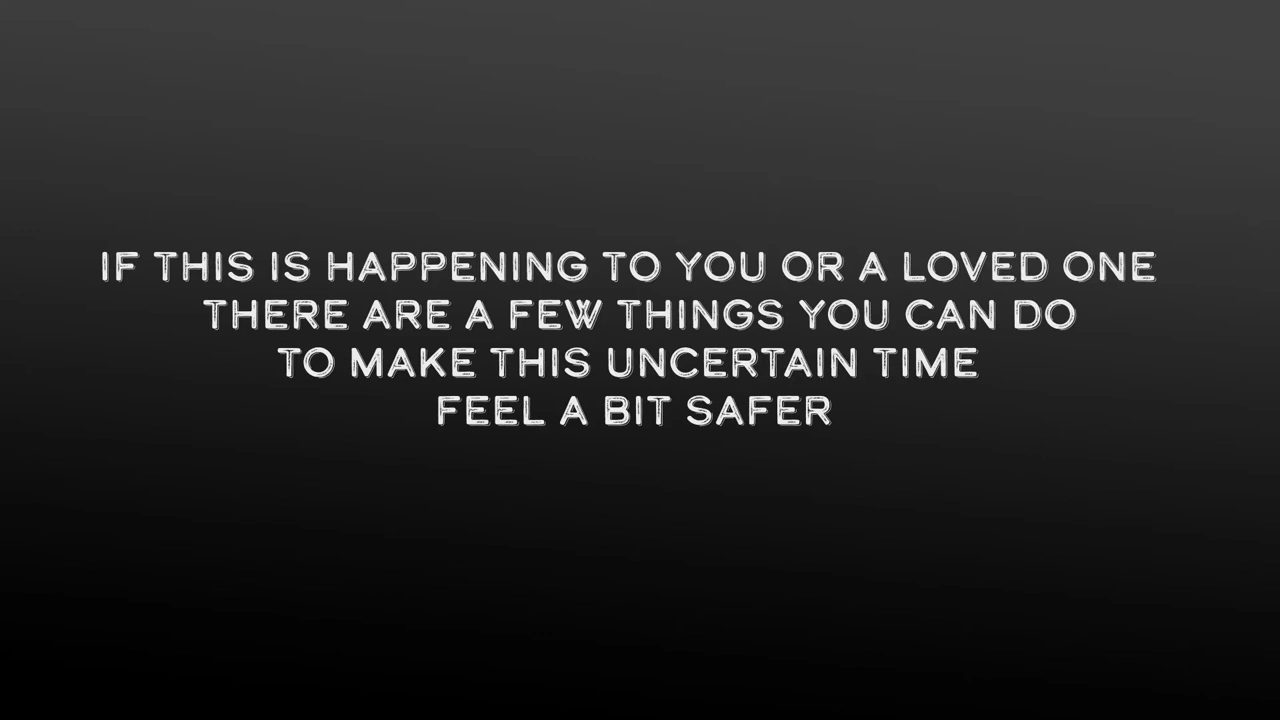 IF THIS IS HAPPENING TO YOU OR A LOVED ONE
THERE ARE A FEW THINGS YOU CAN DO
TO MAKE THIS UNCERTAIN TIME
FEEL A BIT SAFER